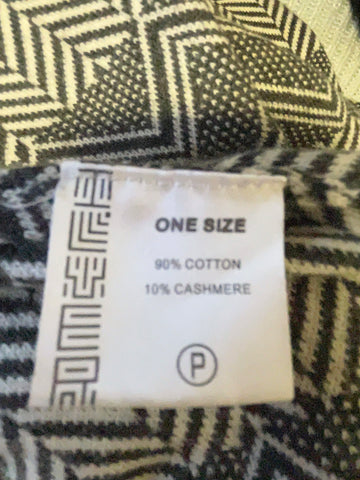 ONE SIZE
90% COTTON
10% CASHMERE
P